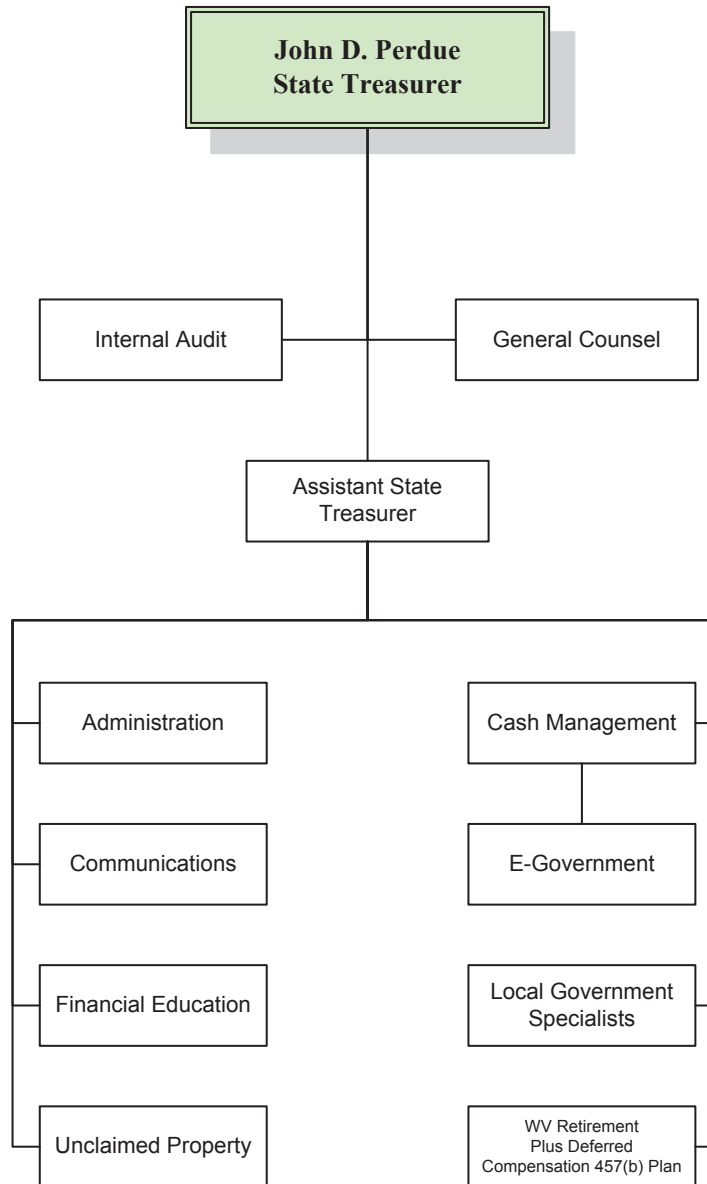 John D. Perdue
State Treasurer
Internal Audit
General Counsel
Assistant State
Treasurer
Administration
Cash Management
Communications
E-Government
Financial Education
Local Government
Specialists
Unclaimed Property
WV Retirement
Plus Deferred
Compensation 457(b) Plan